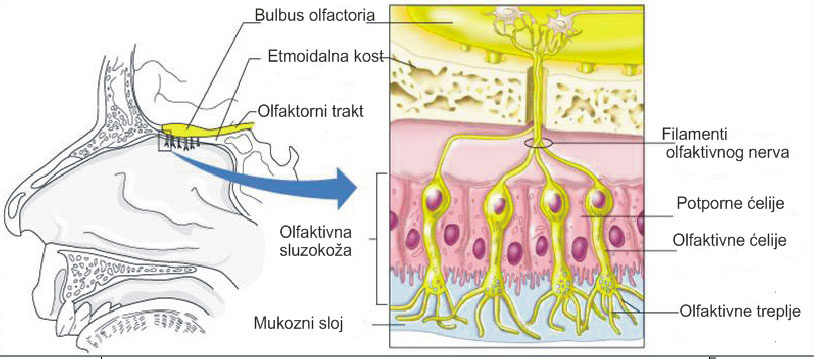 Bulbus olfactoria
Etmoidalna kost
Olfaktorni trakt
Olfaktivna
sluzokoža
Mukozni sloj
Filamenti
olfaktivnog nerva
Potporne ćelije
Olfaktivne ćelije
Olfaktivne treplje